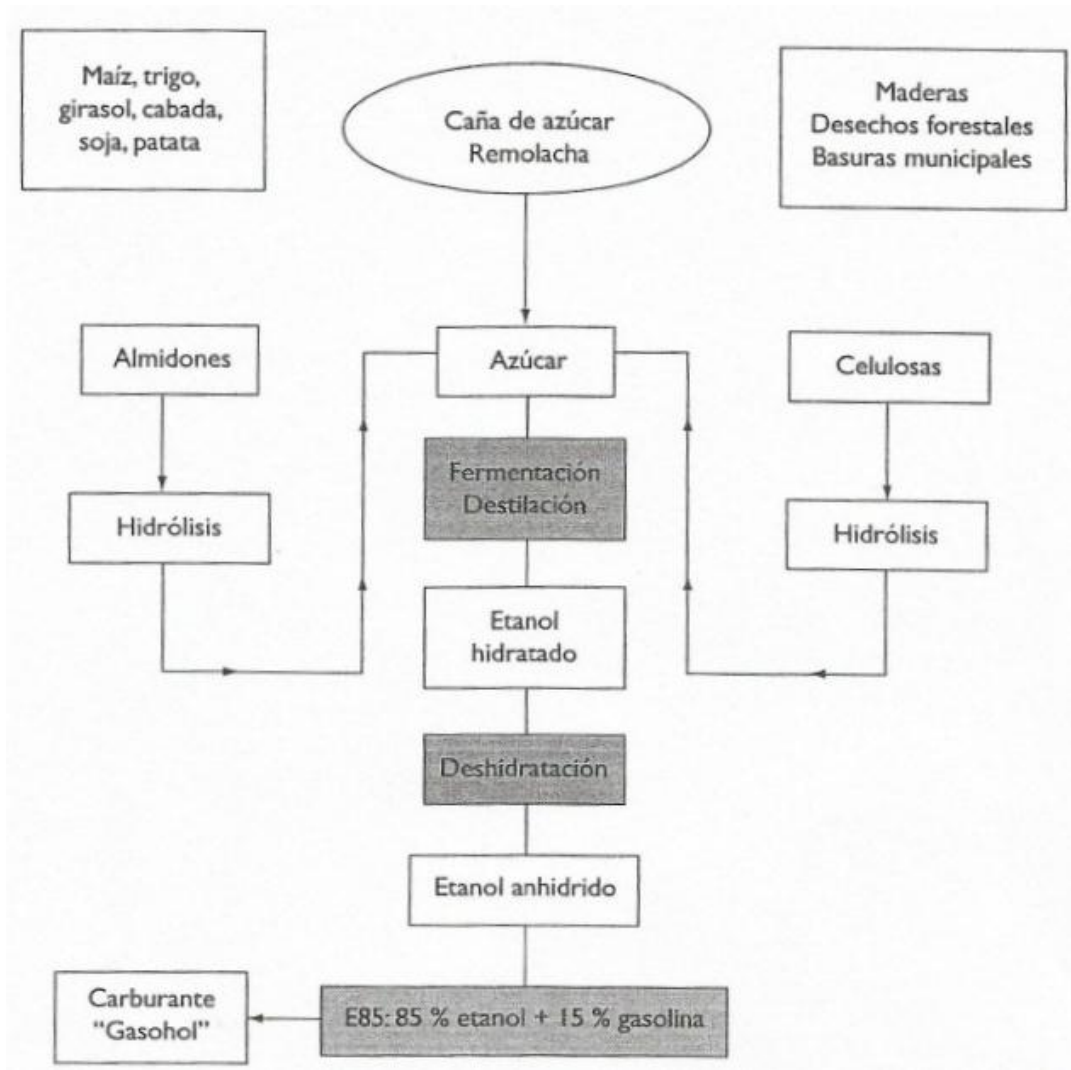 Maíz, trigo,
girasol, cabada,
soja, patata
Caña de azúcar
Remolacha
Maderas
Desechos forestales
Basuras municipales
Almidones
Azúcar
Celulosas
Fermentación
Destilación
Hidrólisis
Hidrólisis
Etanol
hidratado
Deshidratación
Etanol anhidrido
Carburante
"Gasohol"
E85: 85 % etanol + 15 % gasolina